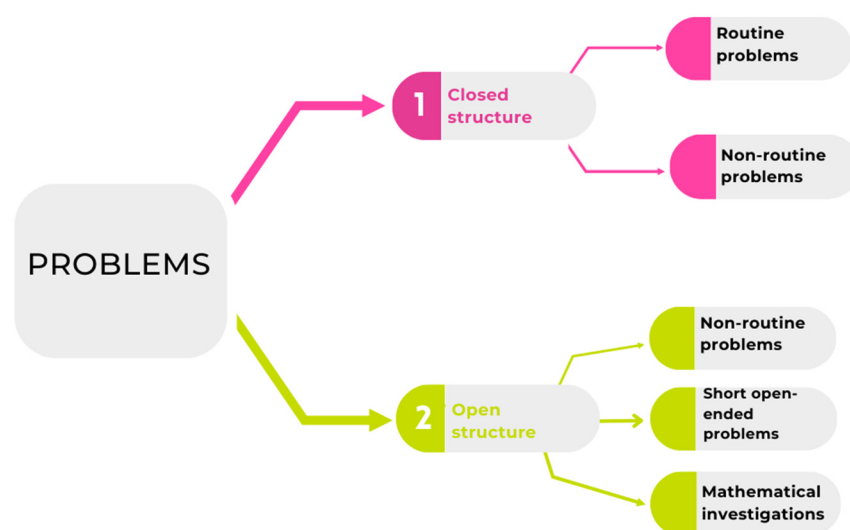 PROBLEMS
1
Closed
structure
Routine
problems
Non-routine
problems
2
Open
structure
Non-routine
problems
Short open-
ended
problems
Mathematical
investigations